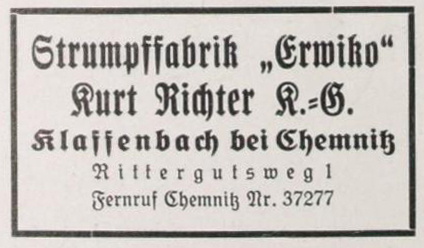 Strumpffabrik „Erwiko“
Kurt Richter K.=G.
Klaffenbach bei Chemnitz
Rittergutsweg 1
Fernruf Chemnitz Nr. 37277